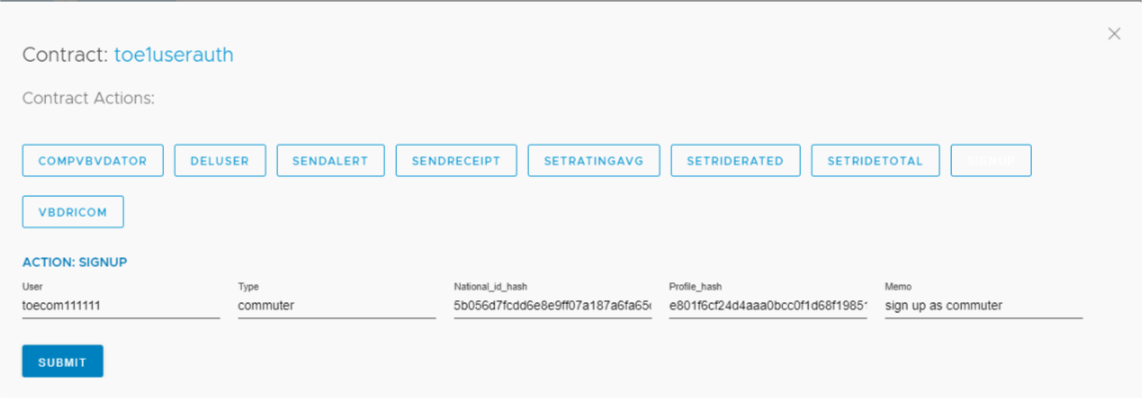 Contract: toe1userauth
Contract Actions:
COMPVBVDATOR DELUSER SENDALERT SENDRECEIPT SETRATINGAVG SETRIDERATED SETRIDETOTAL SIGNUP
VBDRICOM
ACTION: SIGNUP
User Type National_id_hash Profile_hash Memo
toecom111111 commuter 5b056d7fcdd6e8e9ff07a187a6fa65 e801f6cf24d4aaa0bcc0f1d68f1985 sign up as commuter
SUBMIT